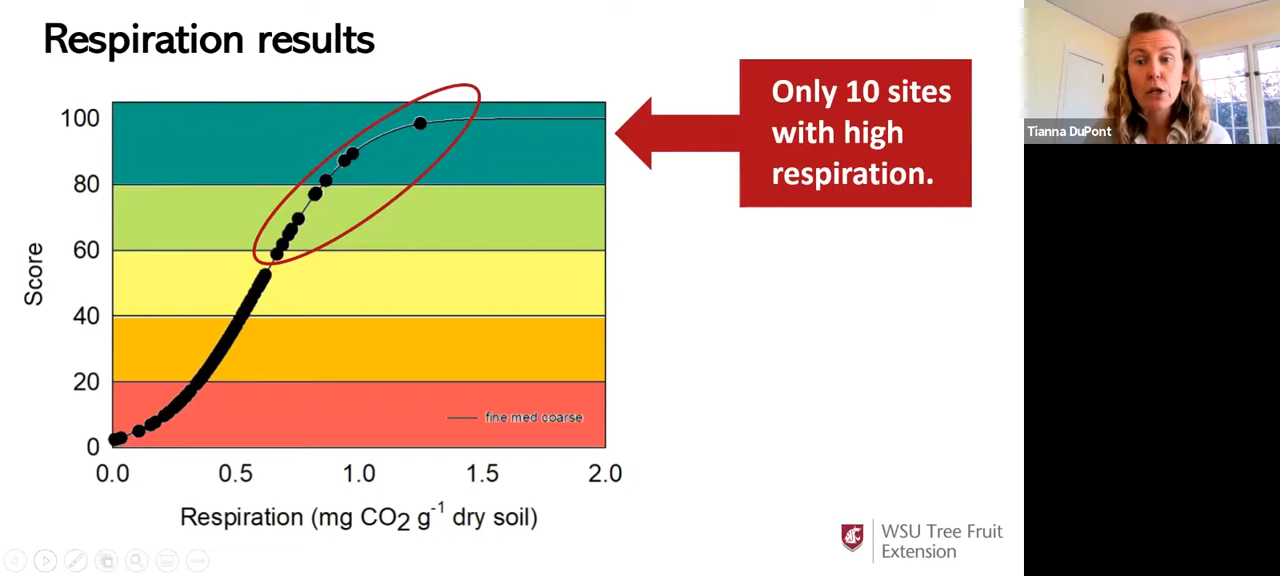 Respiration results
Only 10 sites
with high
respiration.
Tianna DuPont
100
80
60
40
20
0
Score
fine med coarse
0.0 0.5 1.0 1.5 2.0
Respiration (mg CO2 g-1 dry soil)
WSU Tree Fruit
Extension